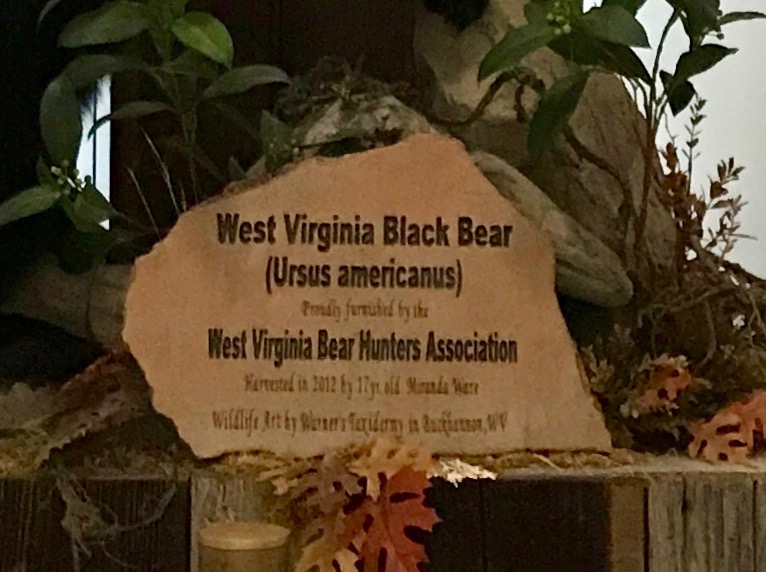 West Virginia Black Bear
(Ursus americanus)
Proudly furnished by the
West Virginia Bear Hunters Association
Harvested in 2012 by 17yr. old Miranda Ware
Wildlife Art by Warner's Taxidermy in Buckhannon, WV